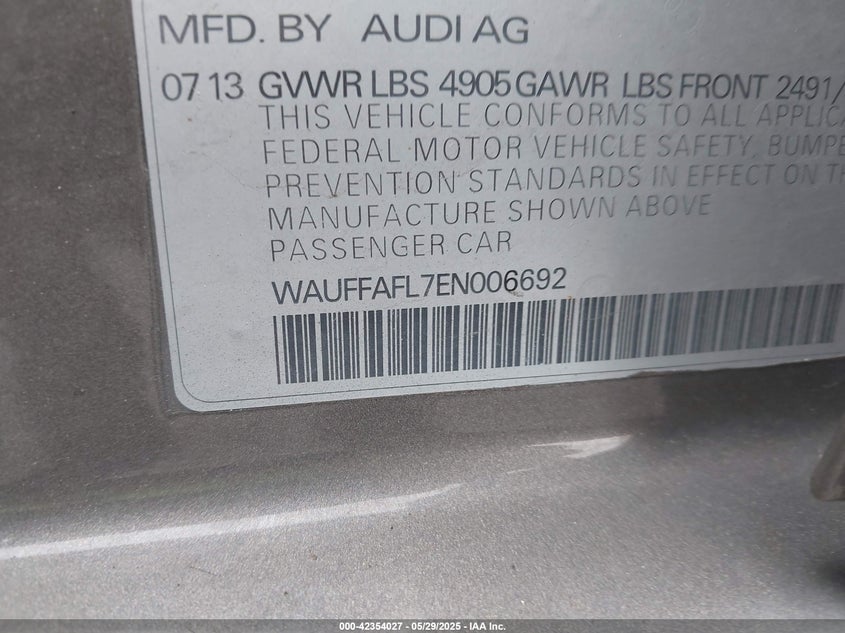 MFD. BY AUDI AG
07 13 GVWR LBS 4905 GAWR LBS FRONT 2491/
THIS VEHICLE CONFORMS TO ALL
FEDERAL MOTOR VEHICLE SAFETY,
PREVENTION STANDARDS IN EFFECT ON
MANUFACTURE SHOWN ABOVE
PASSENGER CAR
WAUFFAFL7EN006692
000-42354027 - 05/29/2025 - IAA Inc.